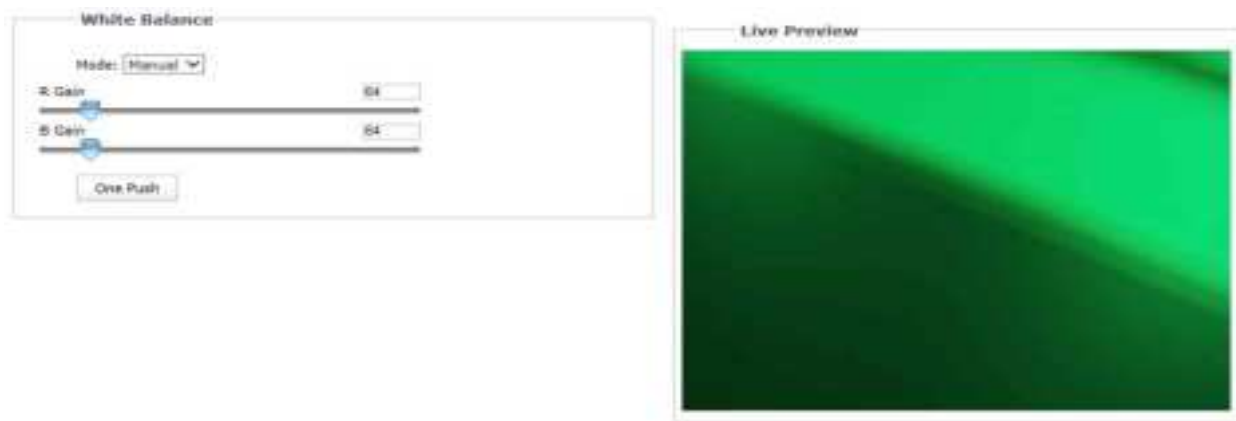 White Balance
Mode: Manual
R Gain 64
B Gain 64
One Push
Live Preview